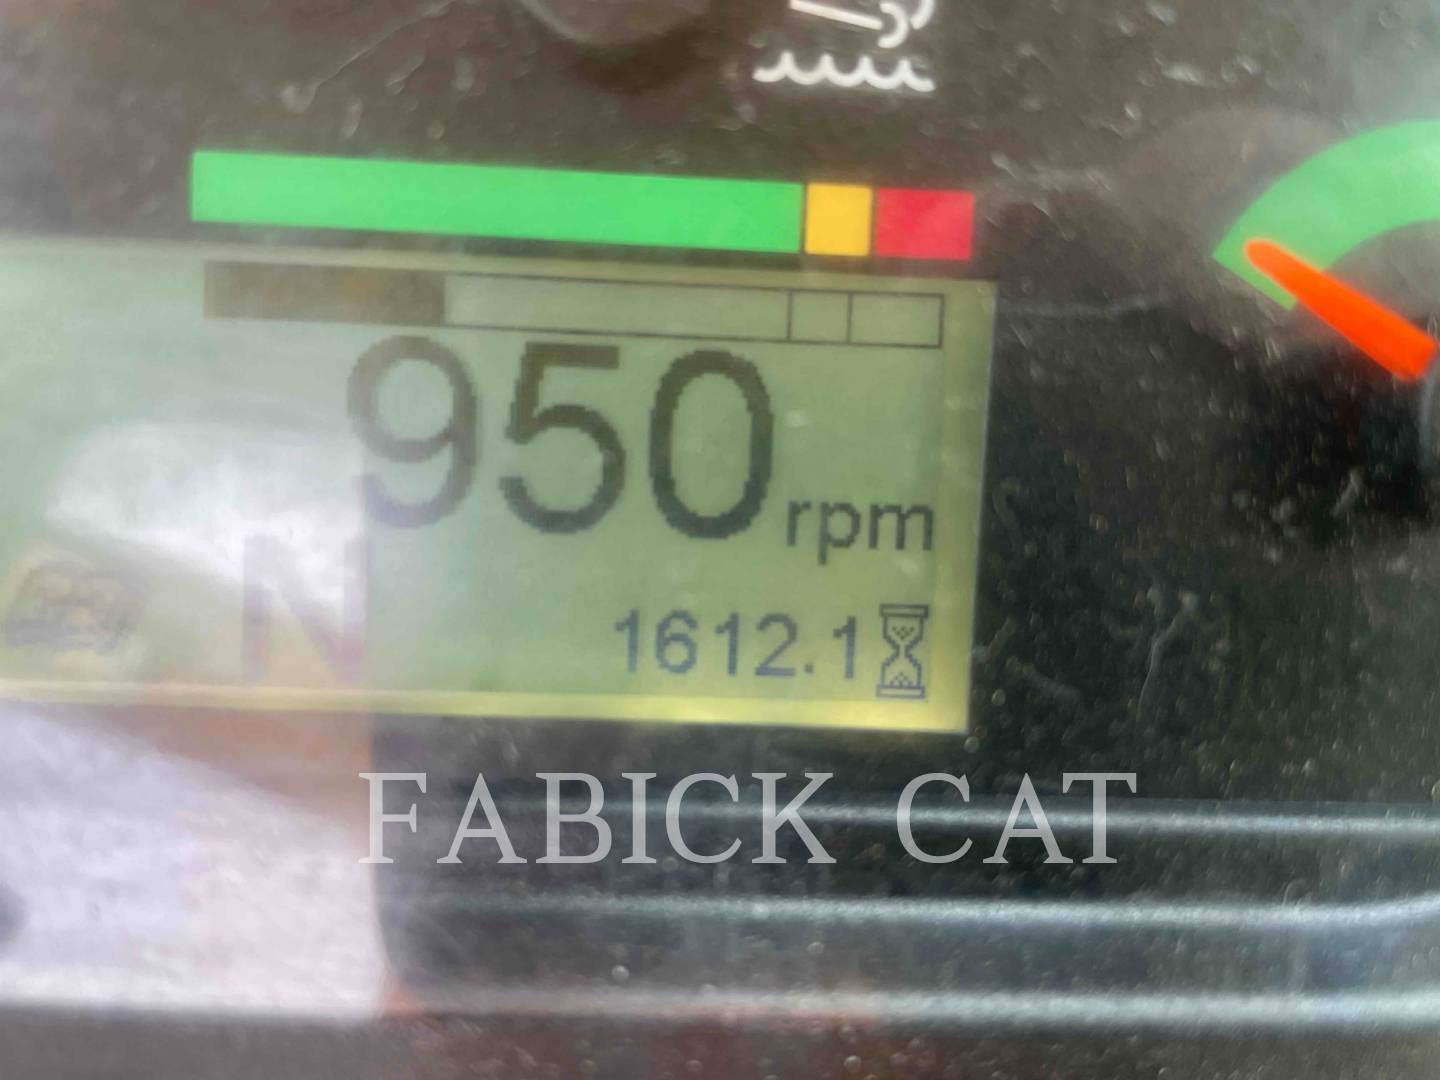 950 rpm
N
1612.1
FABICK CAT